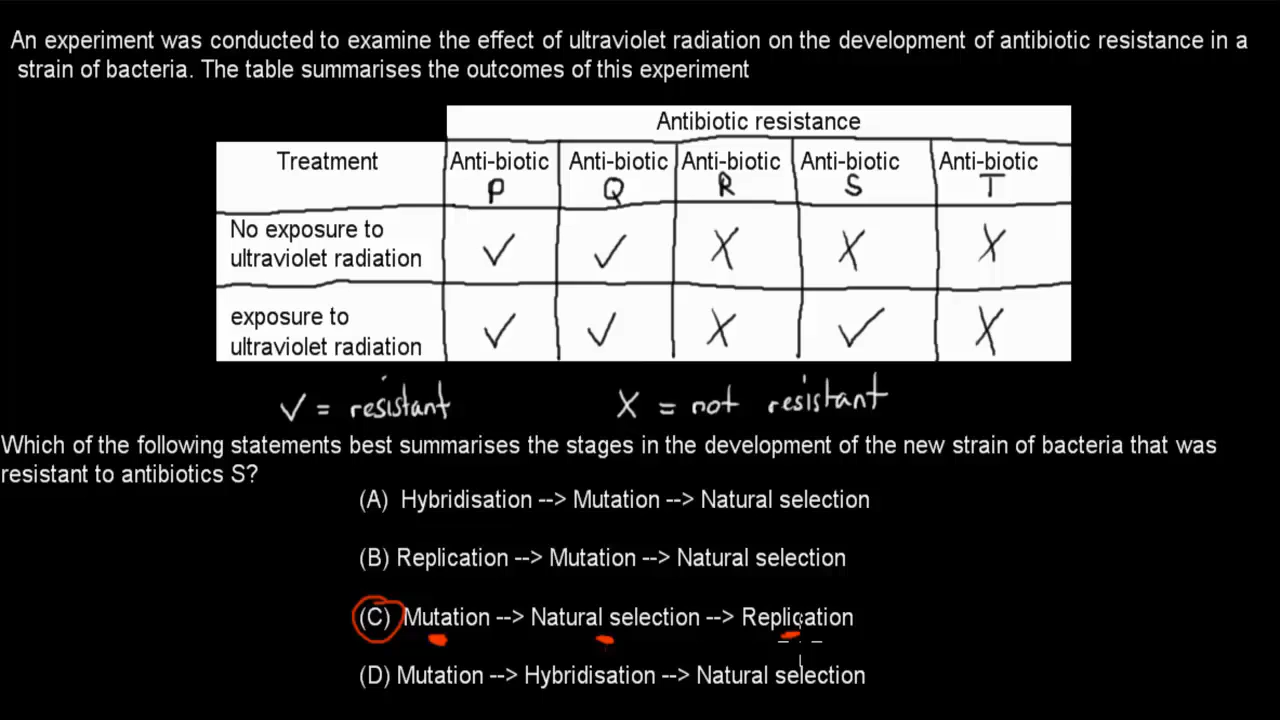 An experiment was conducted to examine the effect of ultraviolet radiation on the development of antibiotic resistance in a
strain of bacteria. The table summarises the outcomes of this experiment
Antibiotic resistance
Treatment Anti-biotic Anti-biotic Anti-biotic Anti-biotic Anti-biotic
P Q R S T
No exposure to
ultraviolet radiation ✓ ✓ X X X
exposure to
ultraviolet radiation ✓ ✓ X ✓ X
✓ = resistant X = not resistant
Which of the following statements best summarises the stages in the development of the new strain of bacteria that was
resistant to antibiotics S?
(A) Hybridisation --> Mutation --> Natural selection
(B) Replication --> Mutation --> Natural selection
(C) Mutation --> Natural selection --> Replication
(D) Mutation --> Hybridisation --> Natural selection